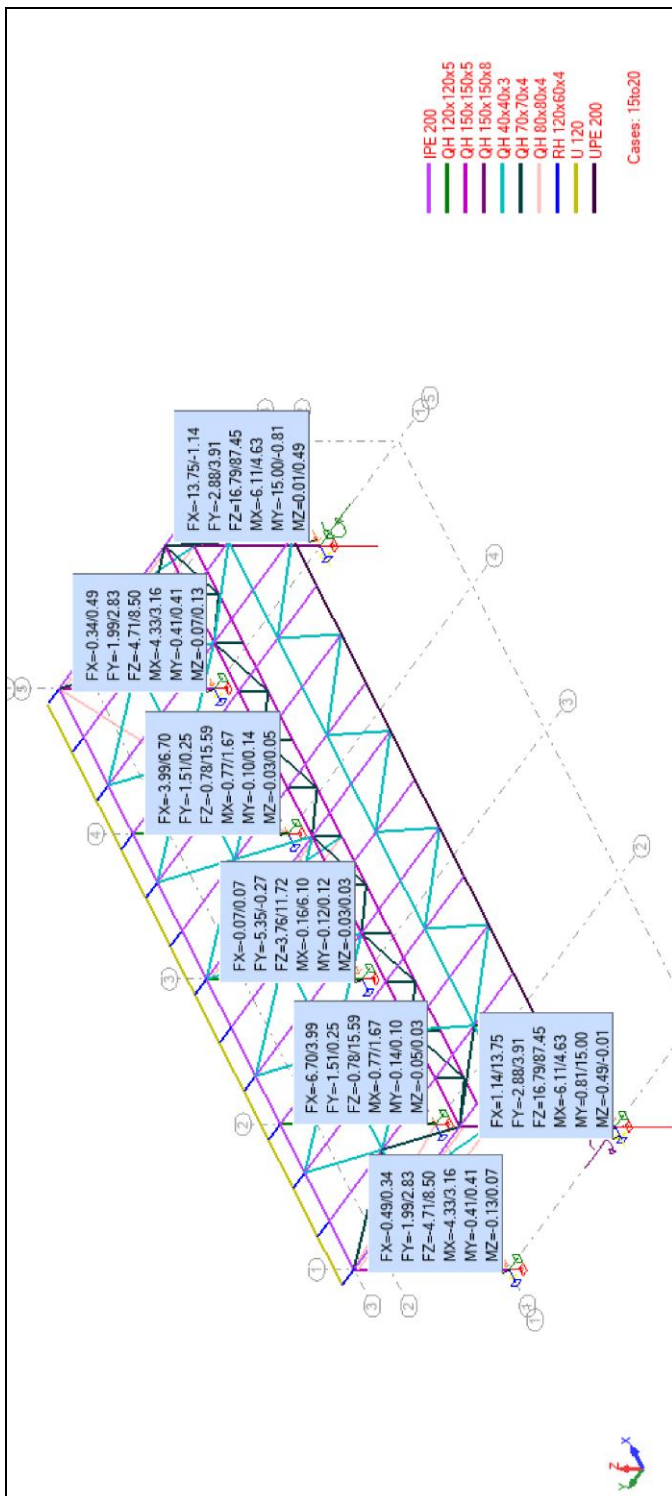 5
4
FX=-0.34/0.49
FY=-1.99/2.83
FZ=-4.71/8.50
MX=-4.33/3.16
MY=-0.41/0.41
MZ=-0.07/0.13
3
FX=-3.99/6.70
FY=-1.51/0.25
FZ=-0.78/15.59
MX=-0.77/1.67
MY=-0.10/0.14
MZ=-0.03/0.05
FX=-13.75/-1.14
FY=-2.88/3.91
FZ=16.79/87.45
MX=-6.11/4.63
MY=-15.00/-0.81
MZ=0.01/0.49
2
FX=-0.07/0.07
FY=-5.35/-0.27
FZ=3.76/11.72
MX=-0.16/6.10
MY=-0.12/0.12
MZ=-0.03/0.03
1
FX=-6.70/3.99
FY=-1.51/0.25
FZ=-0.78/15.59
MX=-0.77/1.67
MY=-0.14/0.10
MZ=-0.05/0.03
3
2
FX=-0.49/0.34
FY=-1.99/2.83
FZ=-4.71/8.50
MX=-4.33/3.16
MY=-0.41/0.41
MZ=-0.13/0.07
FX=1.14/13.75
FY=-2.88/3.91
FZ=16.79/87.45
MX=-6.11/4.63
MY=0.81/15.00
MZ=-0.49/-0.01
1
5
4
3
2
IPE 200
QH 120x120x5
QH 150x150x5
QH 150x150x8
QH 40x40x3
QH 70x70x4
QH 80x80x4
RH 120x60x4
U 120
UPE 200
Cases: 15to20
Z
Y
X